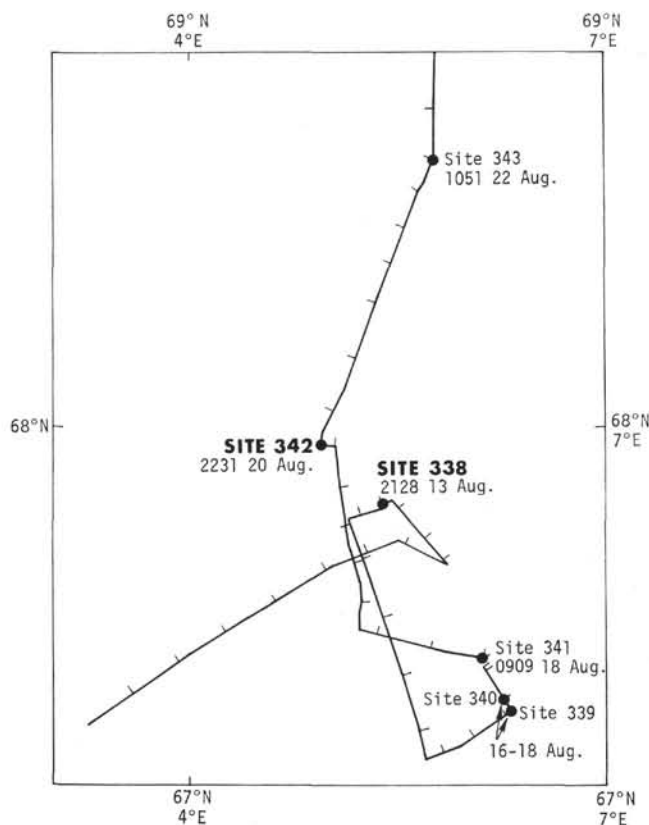 69° N
4°E
69°N
7°E
Site 343
1051 22 Aug.
68°N
68°N
7°E
SITE 342
2231 20 Aug.
SITE 338
2128 13 Aug.
Site 341
0909 18 Aug.
Site 340
Site 339
16-18 Aug.
67°N
4°E
67°N
7°E